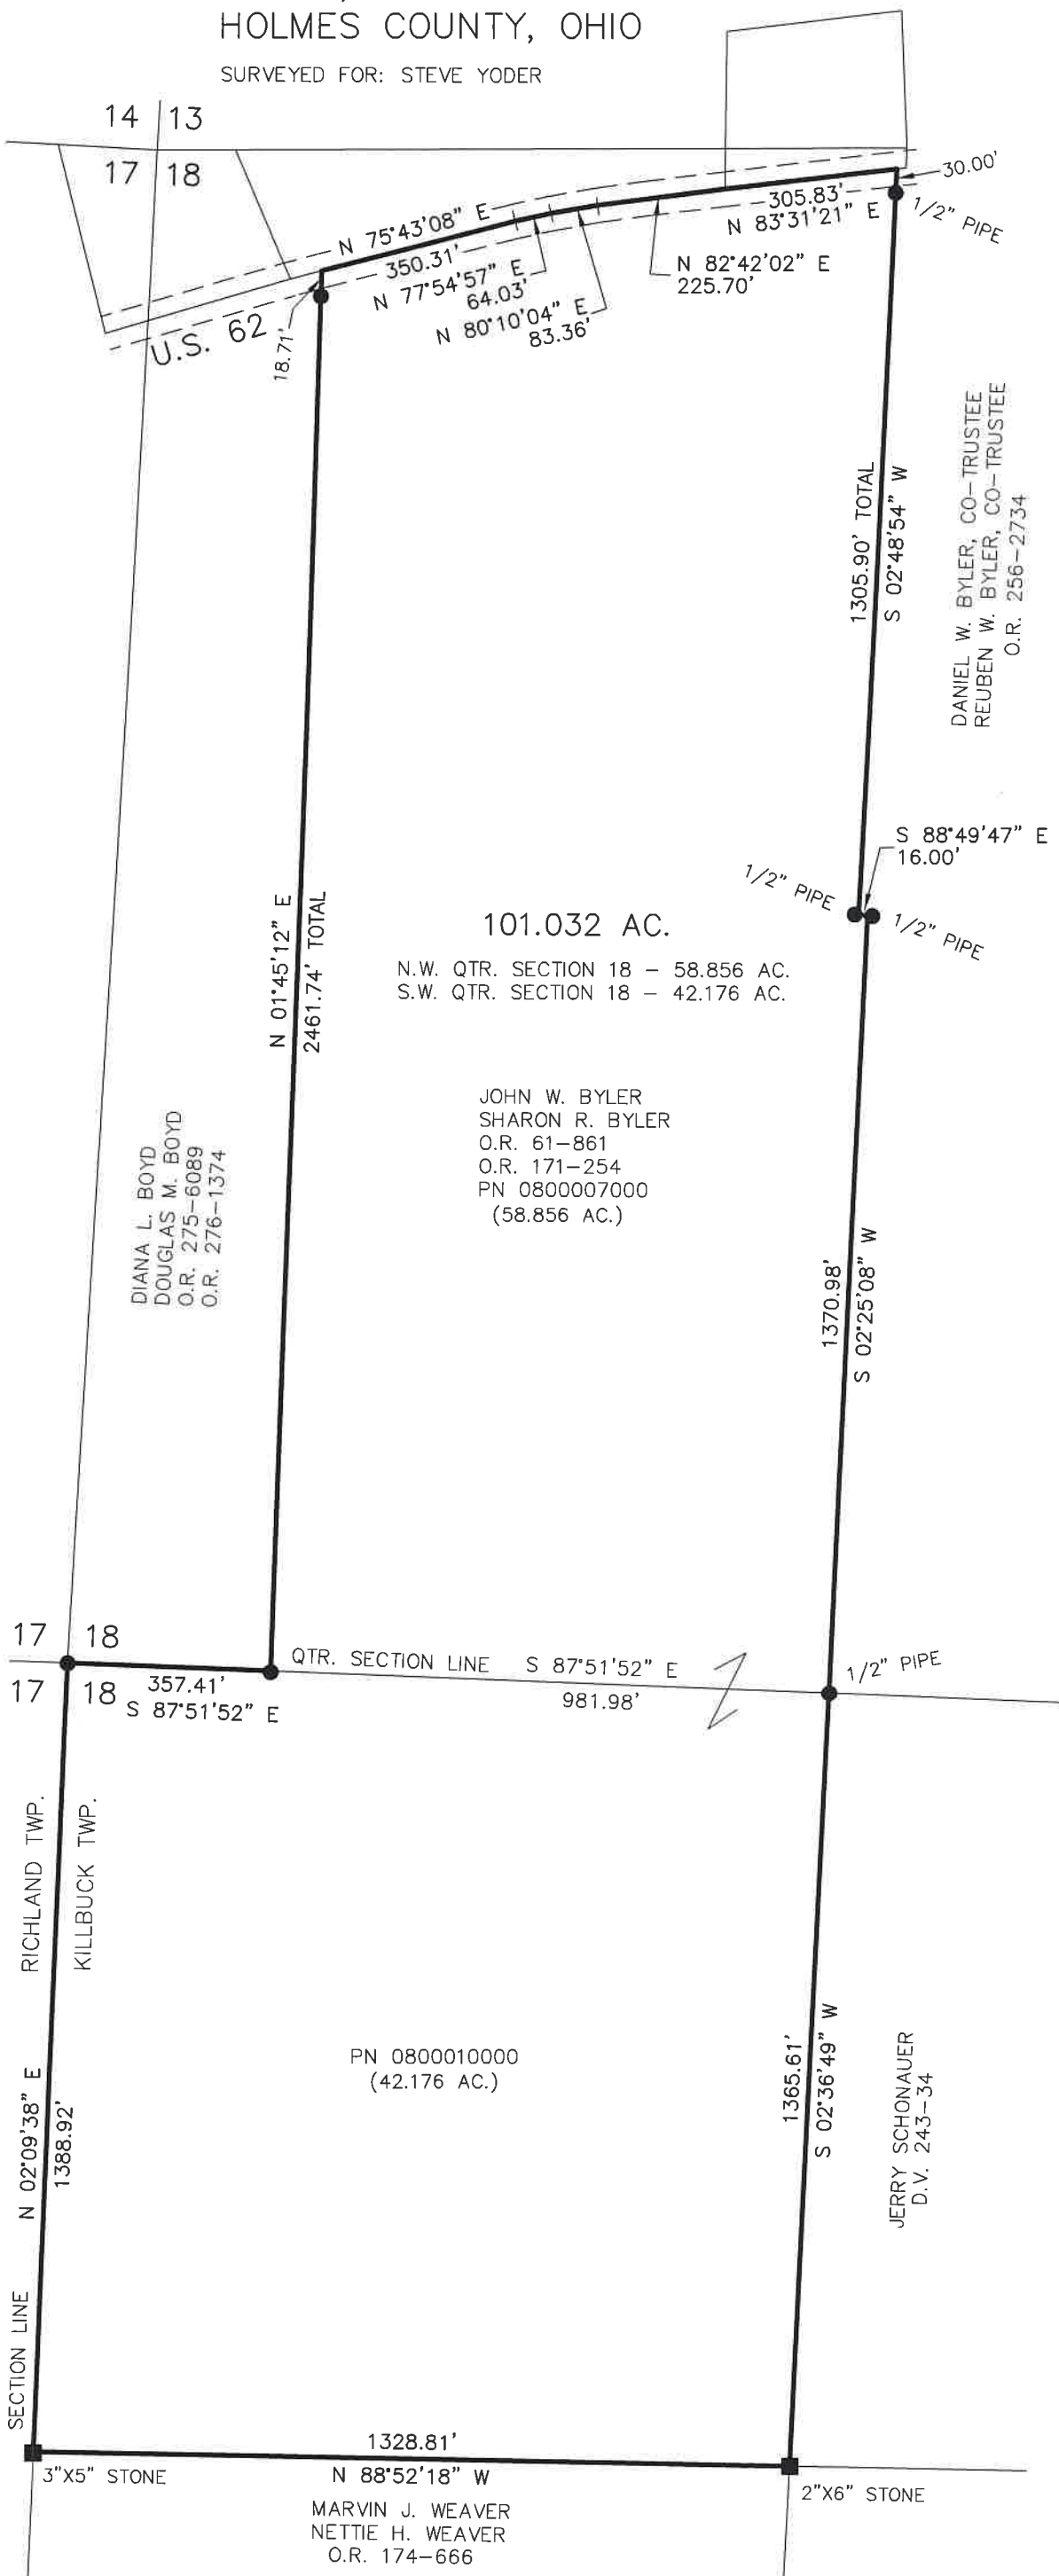 HOLMES COUNTY, OHIO
SURVEYED FOR: STEVE YODER
14 13
17 18
30.00'
305.83'
N 83°31'21" E
1/2" PIPE
N 75°43'08" E
350.31'
N 77°54'57" E
64.03'
N 80°10'04" E
83.36'
N 82°42'02" E
225.70'
U.S. 62
18.71'
1305.90' TOTAL
S 02°48'54" W
DANIEL W. BYLER, CO-TRUSTEE
REUBEN W. BYLER, CO-TRUSTEE
O.R. 256-2734
S 88°49'47" E
16.00'
1/2" PIPE
1/2" PIPE
N 01°45'12" E
2461.74' TOTAL
101.032 AC.
N.W. QTR. SECTION 18 - 58.856 AC.
S.W. QTR. SECTION 18 - 42.176 AC.
JOHN W. BYLER
SHARON R. BYLER
O.R. 61-861
O.R. 171-254
PN 0800007000
(58.856 AC.)
DIANA L. BOYD
DOUGLAS M. BOYD
O.R. 275-6089
O.R. 276-1374
1370.98'
S 02°25'08" W
17 18
17 18
357.41'
S 87°51'52" E
QTR. SECTION LINE S 87°51'52" E
981.98'
1/2" PIPE
RICHLAND TWP.
KILLBUCK TWP.
SECTION LINE N 02°09'38" E
1388.92'
PN 0800010000
(42.176 AC.)
1365.61'
S 02°36'49" W
JERRY SCHONAUER
D.V. 243-34
1328.81'
N 88°52'18" W
3"X5" STONE
2"X6" STONE
MARVIN J. WEAVER
NETTIE H. WEAVER
O.R. 174-666